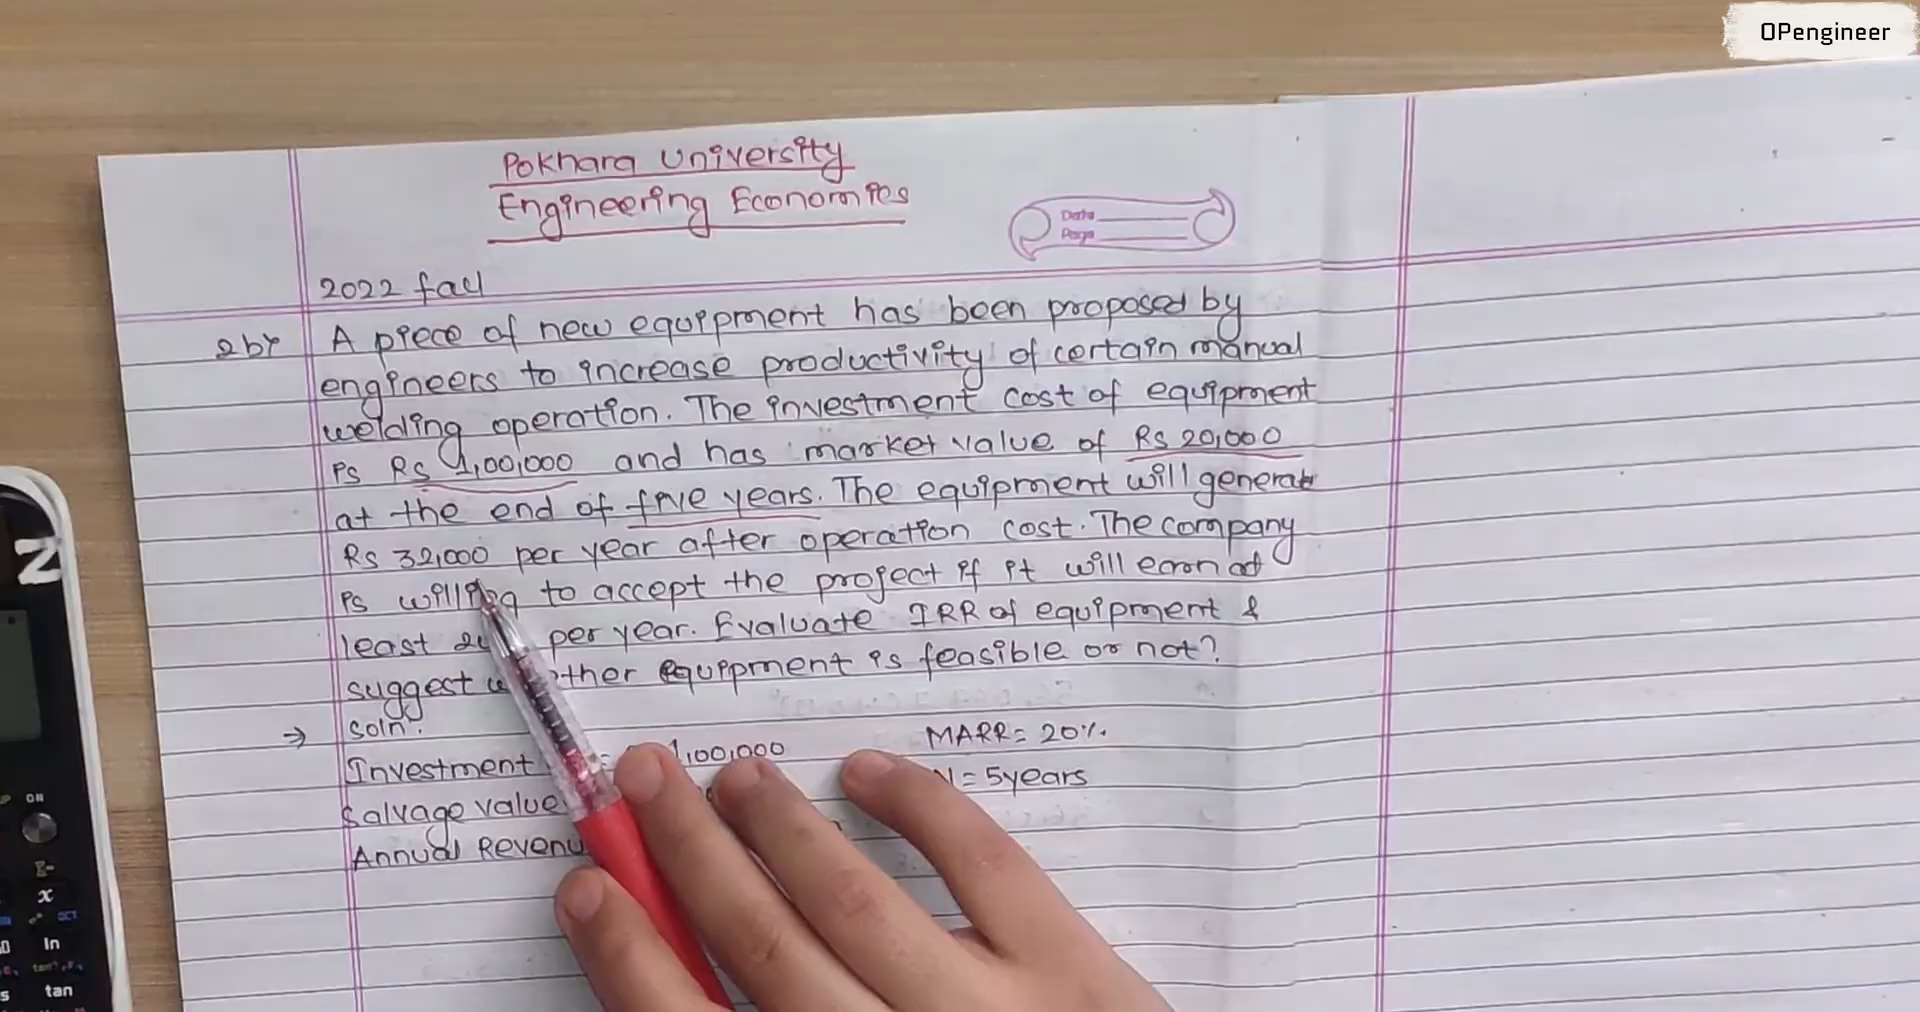 OPengineer
Pokhara University
Engineering Economics
Date
Page
2022 fall
2b) A piece of new equipment has been proposed by
engineers to increase productivity of certain manual
welding operation. The investment cost of equipment
is Rs 1,00,000 and has market value of Rs 20,000
at the end of five years. The equipment will generate
Rs 32,000 per year after operation cost. The company
is willing to accept the project if it will earn at
least per year. Evaluate IRR of equipment &
suggest equipment is feasible or not?
→ Soln:
Investment = 1,00,000 MARR = 20%
Salvage value N = 5years
Annual
ON
x
OCT
ln
tan